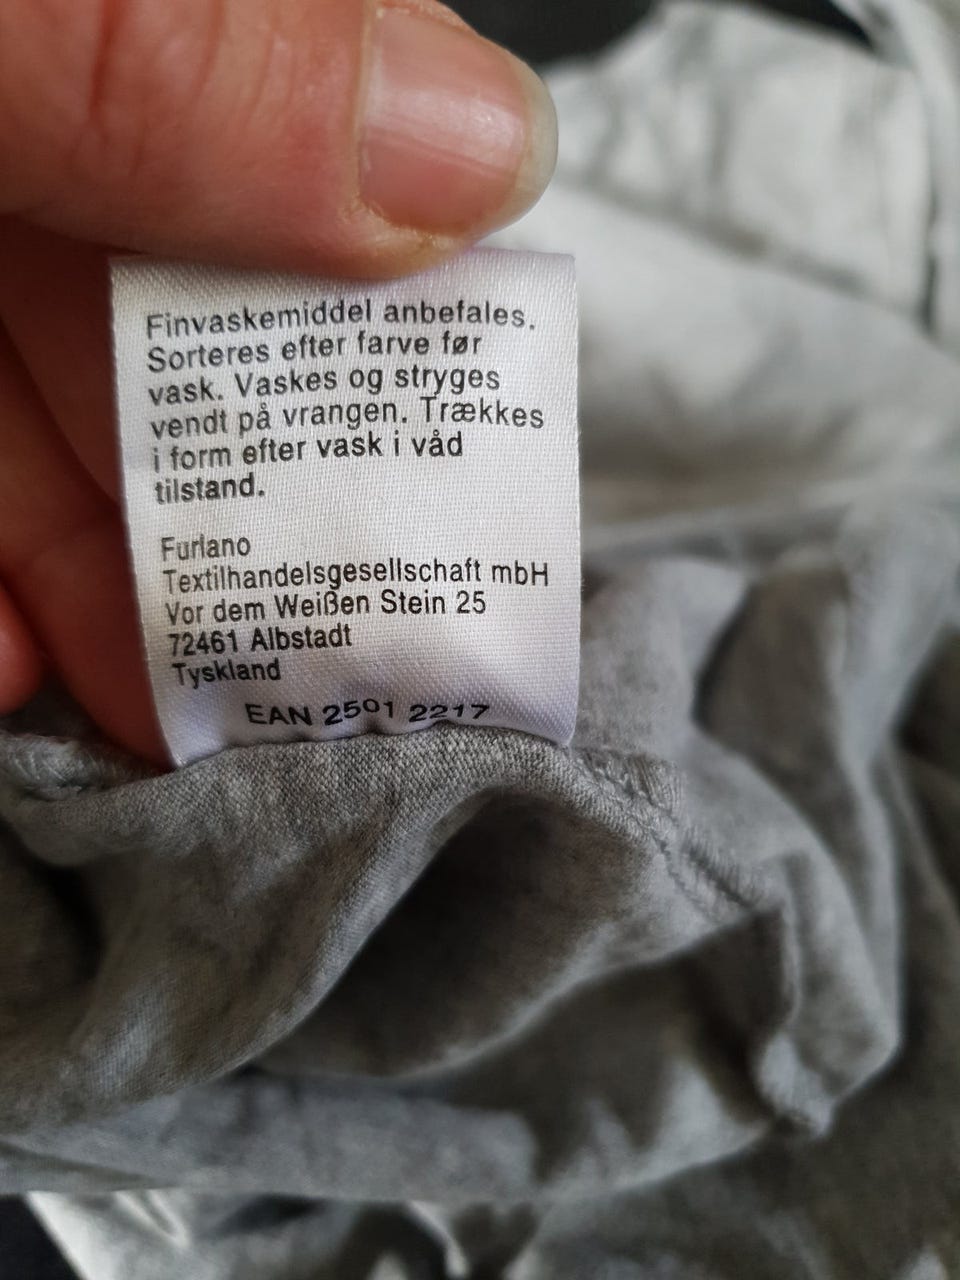 Finvaskemiddel anbefales.
Sorteres efter farve før
vask. Vaskes og stryges
vendt på vrangen. Trækkes
i form efter vask i våd
tilstand.
Furlano
Textilhandelsgesellschaft mbH
Vor dem Weißen Stein 25
72461 Albstadt
Tyskland
EAN 2501 2217